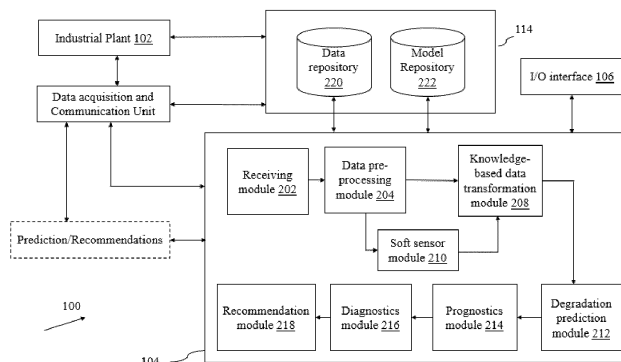 Industrial Plant 102
Data acquisition and
Communication Unit
Prediction/Recommendations
100
Data
repository
220
Model
Repository
222
114
I/O interface 106
Receiving
module 202
Data pre-
processing
module 204
Knowledge-
based data
transformation
module 208
Soft sensor
module 210
Recommendation
module 218
Diagnostics
module 216
Prognostics
module 214
Degradation
prediction
module 212
104